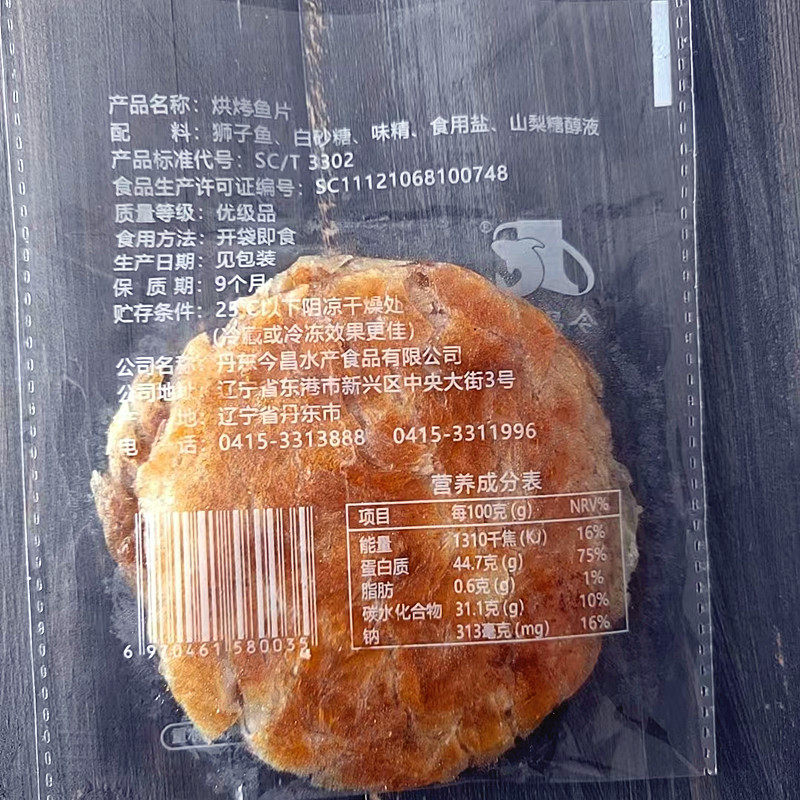 产品名称：烘烤鱼片
配　料：狮子鱼、白砂糖、味精、食用盐、山梨糖醇液
产品标准代号：SC/T 3302
食品生产许可证编号：SC11121068100748
质量等级：优级品
食用方法：开袋即食
生产日期：见包装
保 质 期：9个月
贮存条件：25℃以下阴凉干燥处
(冷藏或冷冻效果更佳)
公司名称：丹东今昌水产食品有限公司
公司地址：辽宁省东港市新兴区中央大街3号
产　地：辽宁省丹东市
电　话 0415-3313888 0415-3311996
营养成分表
项目 每100克(g) NRV%
能量 1310千焦(KJ) 16%
蛋白质 44.7克(g) 75%
脂肪 0.6克(g) 1%
碳水化合物 31.1克(g) 10%
钠 313毫克(mg) 16%
6 970461 580035